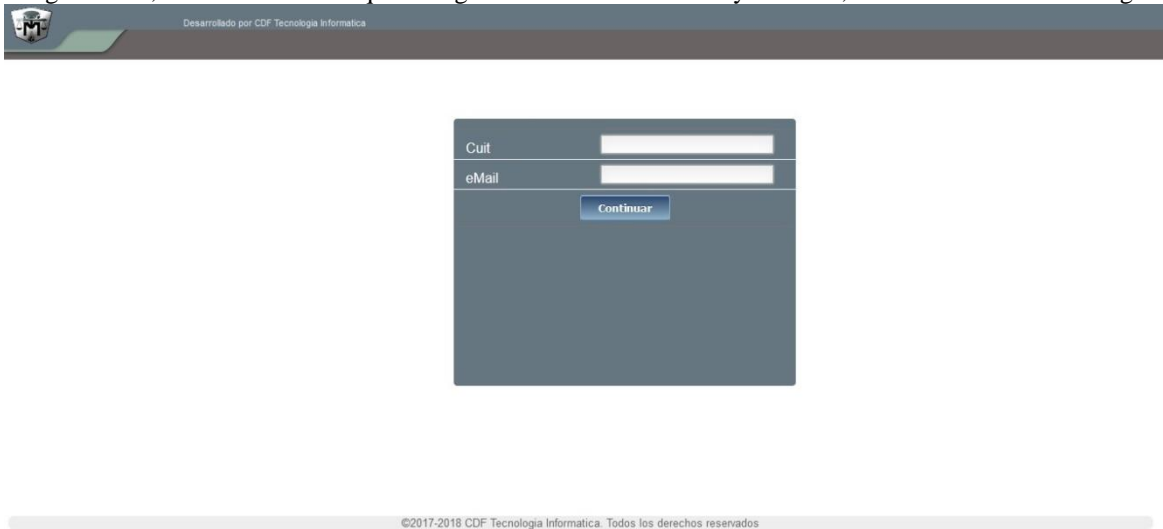 Desarrollado por CDF Tecnologia Informatica
Cuit
eMail
Continuar
©2017-2018 CDF Tecnologia Informatica. Todos los derechos reservados